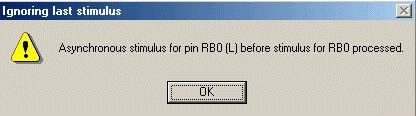 Ignoring last stimulus
Asynchronous stimulus for pin RB0 (L) before stimulus for RB0 processed.
OK